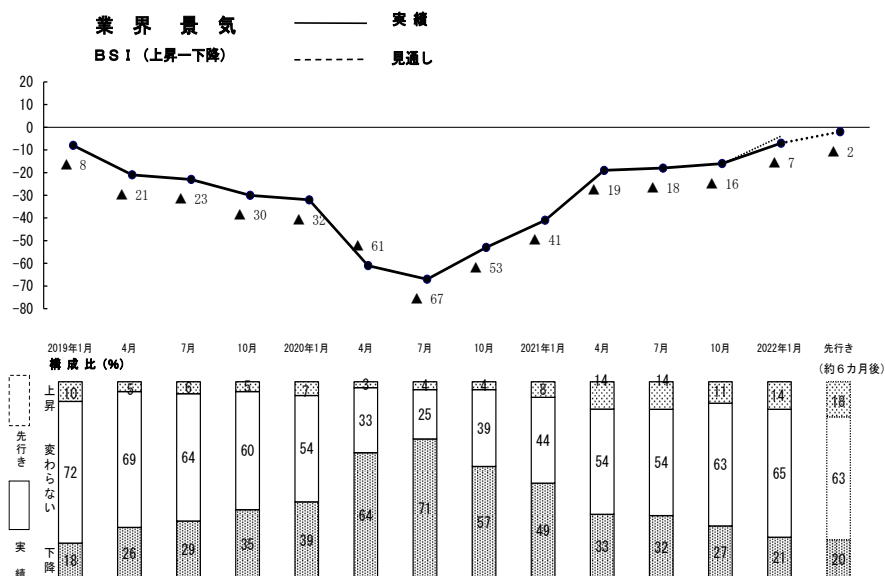 業 界 景 気
実 績
ＢＳＩ（上昇－下降）
見通し
20
10
0
-10
-20
-30
-40
-50
-60
-70
-80
▲ 8
▲ 21
▲ 23
▲ 30
▲ 32
▲ 61
▲ 67
▲ 53
▲ 41
▲ 19
▲ 18
▲ 16
▲ 7
▲ 2
2019年1月 4月 7月 10月 2020年1月 4月 7月 10月 2021年1月 4月 7月 10月 2022年1月 先行き
（約６カ月後）
構 成 比（％）
上昇
10 5 6 5 7 3 4 4 8 14 14 11 14 18
変わらない
72 69 64 60 54 33 25 39 44 54 54 63 65 63
下降
18 26 29 35 39 64 71 57 49 33 32 27 21 20
先行き
実績